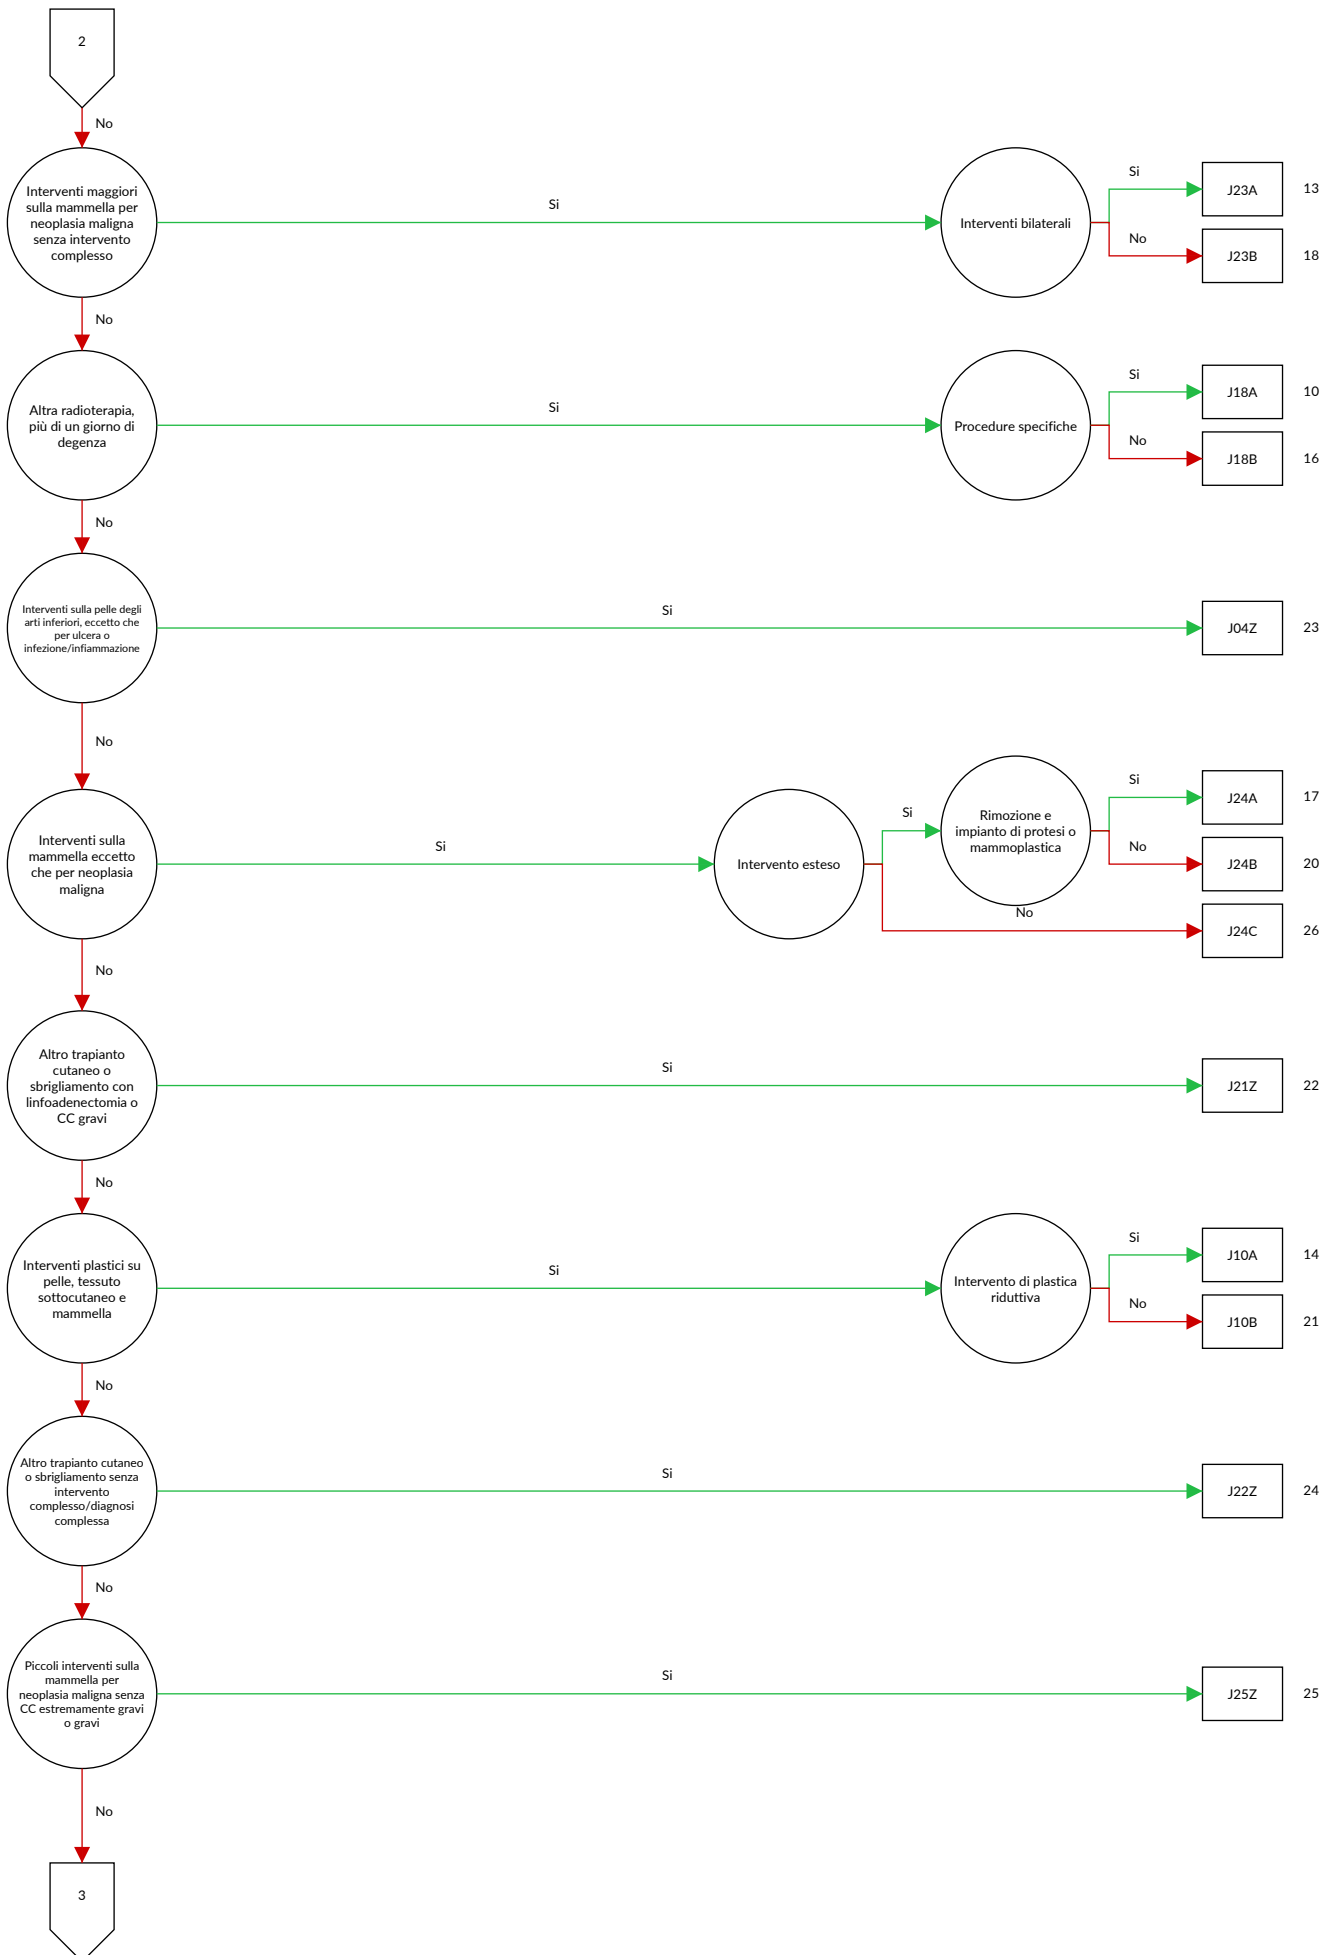 2
No
Interventi maggiori
sulla mammella per
neoplasia maligna
senza intervento
complesso
Si
Interventi bilaterali
Si
J23A
13
No
J23B
18
No
Altra radioterapia,
più di un giorno di
degenza
Si
Procedure specifiche
Si
J18A
10
No
J18B
16
No
Interventi sulla pelle degli
arti inferiori, eccetto che
per ulcera o
infezione/infiammazione
Si
J04Z
23
No
Interventi sulla
mammella eccetto
che per neoplasia
maligna
Si
Intervento esteso
Si
Rimozione e
impianto di protesi o
mammoplastica
Si
J24A
17
No
J24B
20
No
J24C
26
No
Altro trapianto
cutaneo o
sbrigliamento con
linfoadenectomia o
CC gravi
Si
J21Z
22
No
Interventi plastici su
pelle, tessuto
sottocutaneo e
mammella
Si
Intervento di plastica
riduttiva
Si
J10A
14
No
J10B
21
No
Altro trapianto cutaneo
o sbrigliamento senza
intervento
complesso/diagnosi
complessa
Si
J22Z
24
No
Piccoli interventi sulla
mammella per
neoplasia maligna senza
CC estremamente gravi
o gravi
Si
J25Z
25
No
3